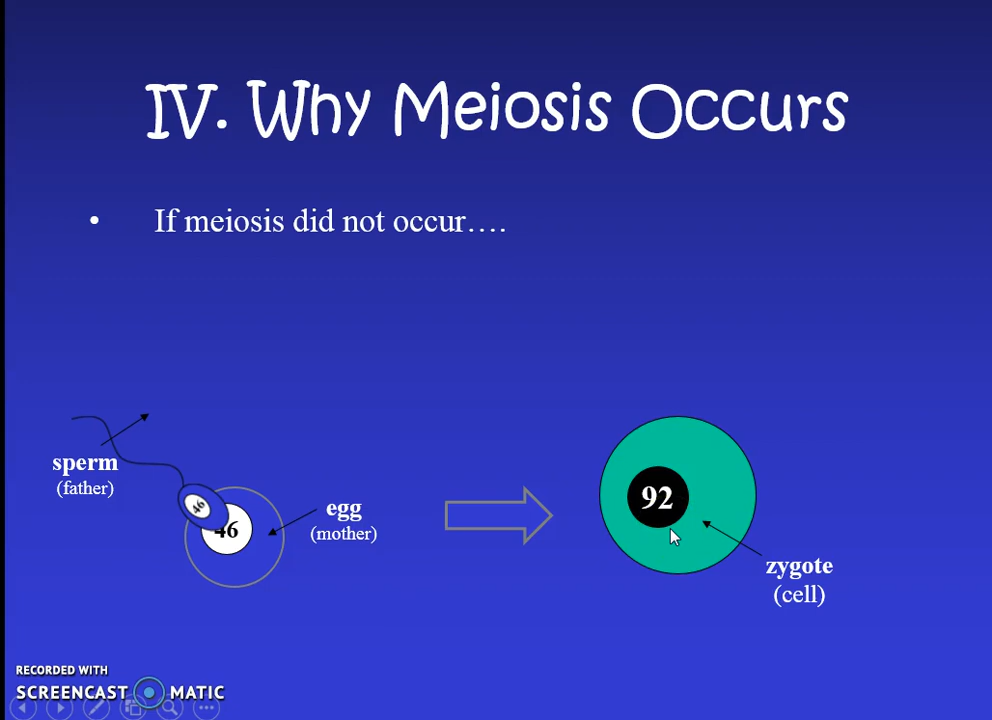 IV. Why Meiosis Occurs
• If meiosis did not occur....
sperm
(father)
46
46
egg
(mother)
92
zygote
(cell)
RECORDED WITH
SCREENCAST MATIC